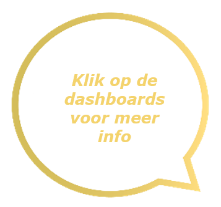 Klik op de
dashboards
voor meer
info